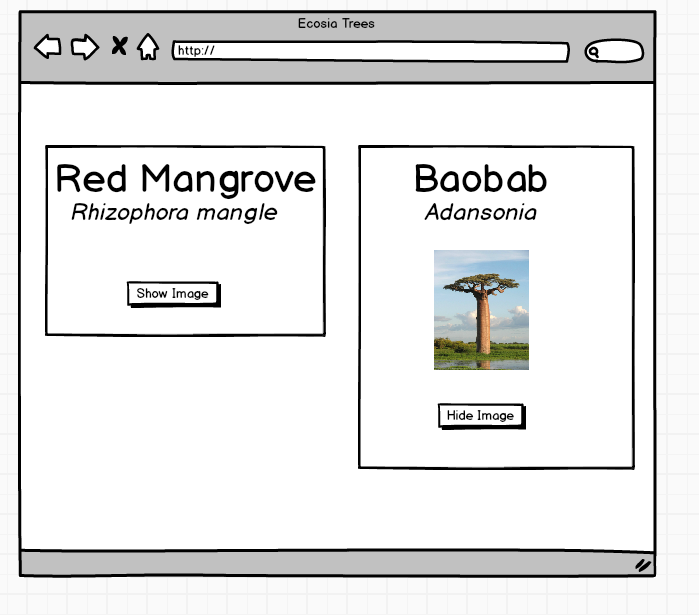 Ecosia Trees
http://
Red Mangrove
Rhizophora mangle
Show Image
Baobab
Adansonia
Hide Image